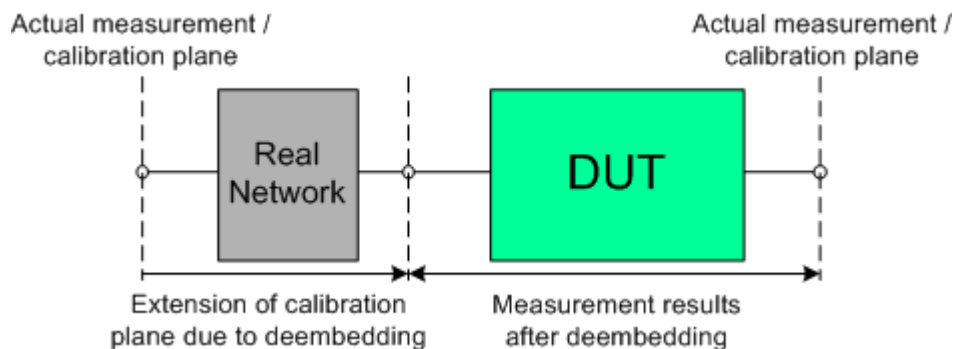 Actual measurement /
calibration plane
Actual measurement /
calibration plane
Real
Network
DUT
Extension of calibration
plane due to deembedding
Measurement results
after deembedding